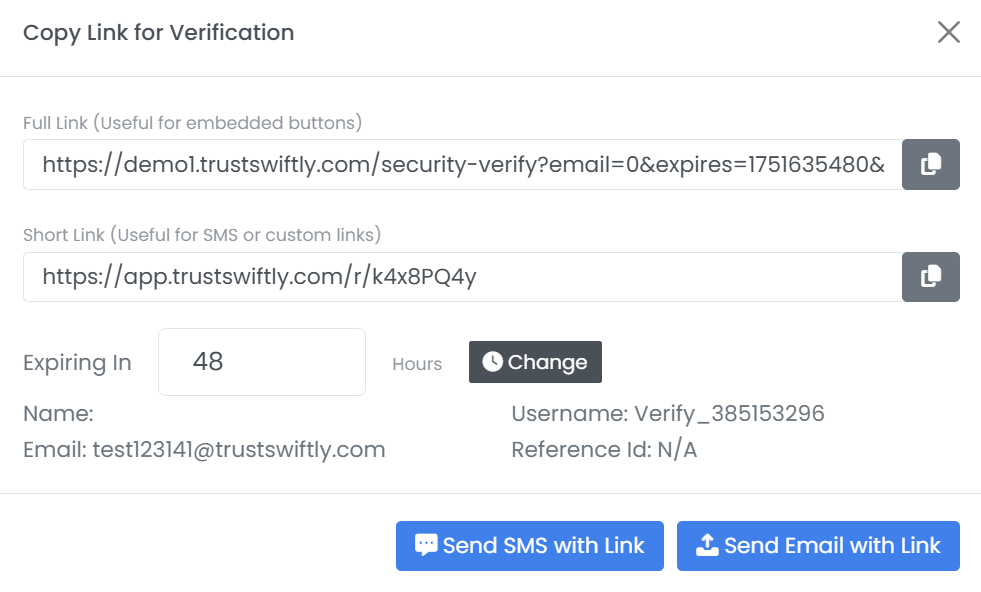 Copy Link for Verification
Full Link (Useful for embedded buttons)
https://demo1.trustswiftly.com/security-verify?email=0&expires=1751635480&
Short Link (Useful for SMS or custom links)
https://app.trustswiftly.com/r/k4x8PQ4y
Expiring In 48 Hours Change
Name: Username: Verify_385153296
Email: test123141@trustswiftly.com Reference Id: N/A
Send SMS with Link Send Email with Link